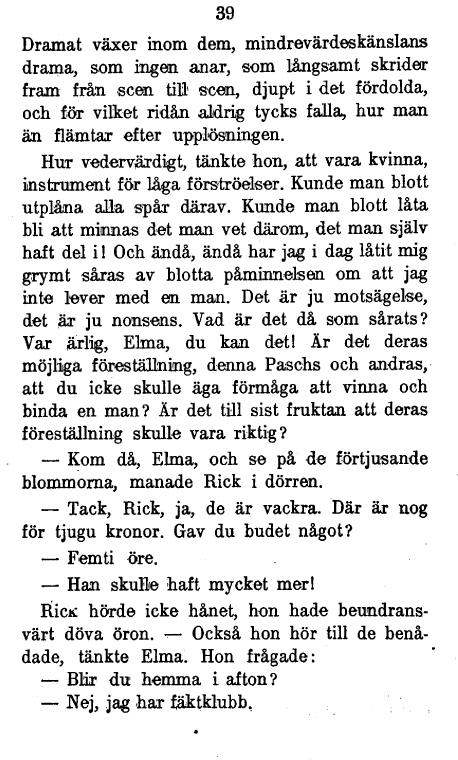 39
Dramat växer inom dem, mindrevärdeskänslans
drama, som ingen anar, som långsamt skrider
fram från scen till scen, djupt i det fördolda,
och för vilket ridån aldrig tycks falla, hur man
än flämtar efter upplösningen.
Hur vedervärdigt, tänkte hon, att vara kvinna,
instrument för låga förströelser. Kunde man blott
utplåna alla spår därav. Kunde man blott låta
bli att minnas det man vet därom, det man själv
haft del i! Och ändå, ändå har jag i dag låtit mig
grymt såras av blotta påminnelsen om att jag
inte lever med en man. Det är ju motsägelse,
det är ju nonsens. Vad är det då som sårats?
Var ärlig, Elma, du kan det! Är det deras
möjliga föreställning, denna Paschs och andras,
att du icke skulle äga förmåga att vinna och
binda en man? Är det till sist fruktan att deras
föreställning skulle vara riktig?
— Kom då, Elma, och se på de förtjusande
blommorna, manade Rick i dörren.
— Tack, Rick, ja, de är vackra. Där är nog
för tjugu kronor. Gav du budet något?
— Femti öre.
— Han skulle haft mycket mer!
Rick hörde icke hånet, hon hade beundrans-
värt döva öron. — Också hon hör till de benå-
dade, tänkte Elma. Hon frågade:
— Blir du hemma i afton?
— Nej, jag har fäktklubb.